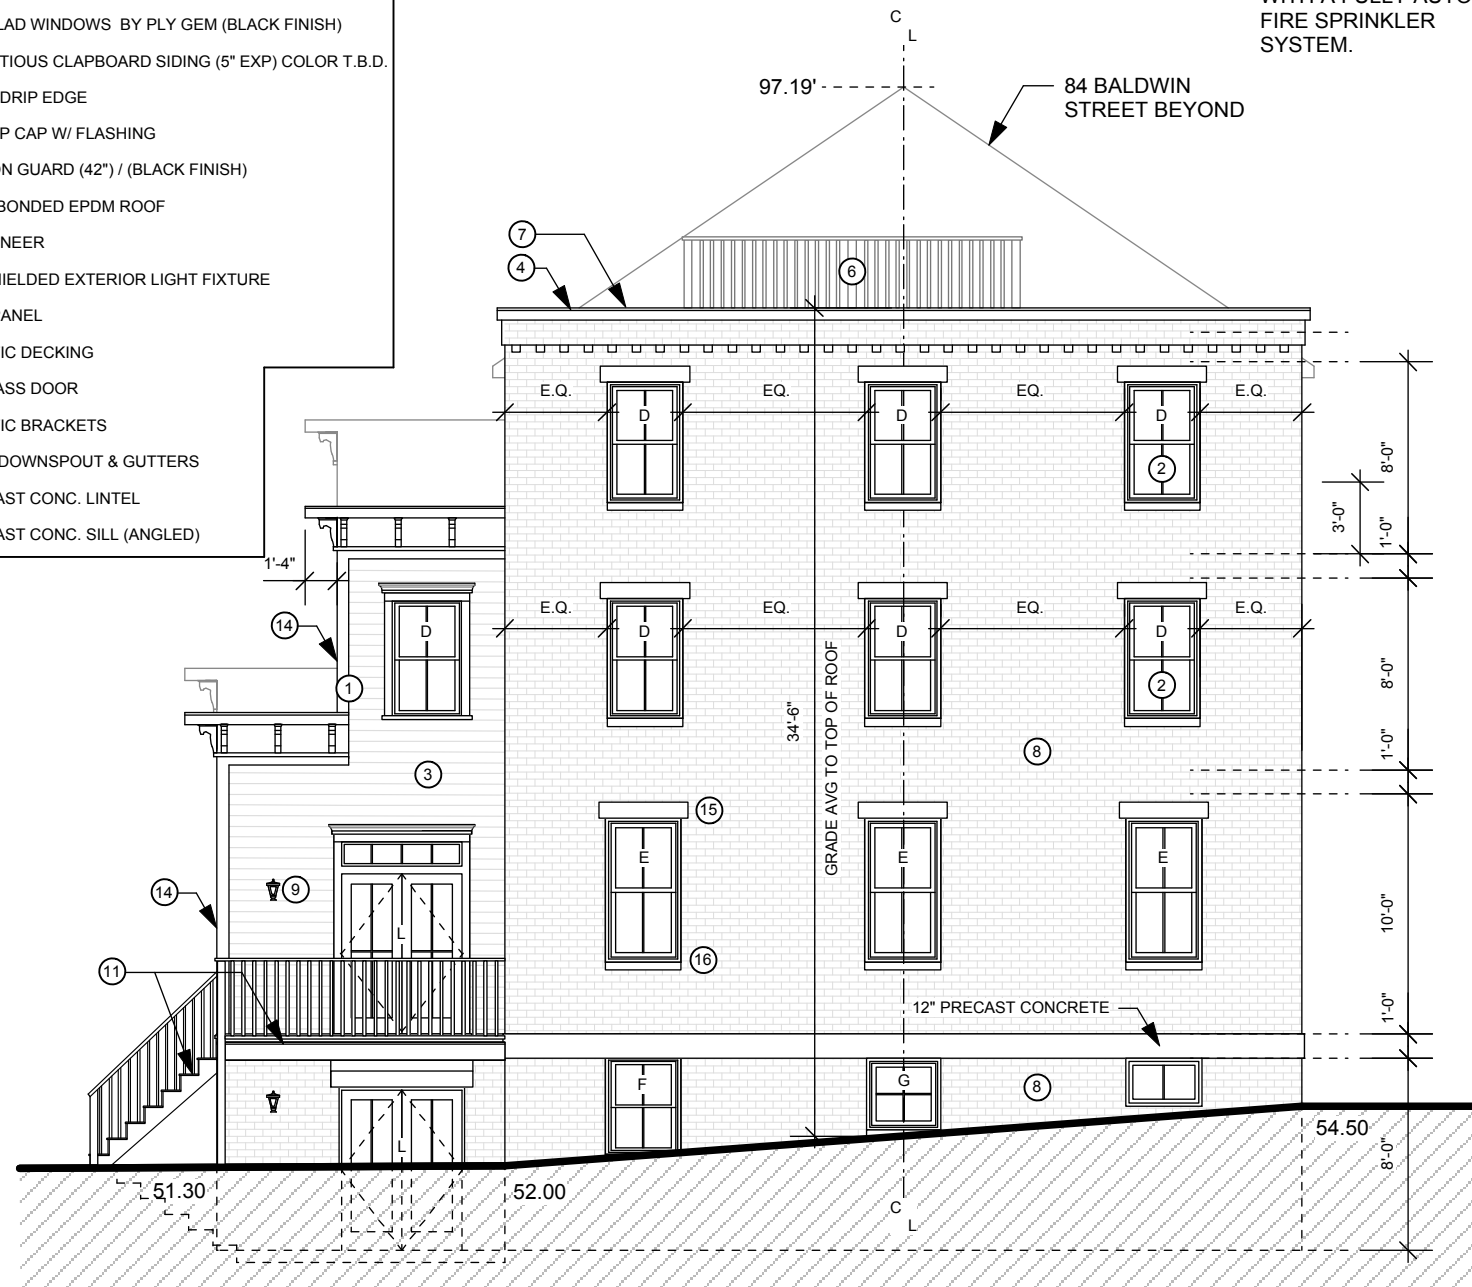 LAD WINDOWS BY PLY GEM (BLACK FINISH)
TIOUS CLAPBOARD SIDING (5" EXP) COLOR T.B.D.
DRIP EDGE
P CAP W/ FLASHING
ON GUARD (42") / (BLACK FINISH)
BONDED EPDM ROOF
NEER
HIELDED EXTERIOR LIGHT FIXTURE
PANEL
TIC DECKING
ASS DOOR
TIC BRACKETS
DOWNSPOUT & GUTTERS
AST CONC. LINTEL
AST CONC. SILL (ANGLED)
FIRE SPRINKLER
SYSTEM.
C
L
97.19'
84 BALDWIN
STREET BEYOND
7
4
6
E.Q.
EQ.
EQ.
E.Q.
D
D
D
2
8'-0"
3'-0"
1'-0"
1'-4"
14
1
D
E.Q.
EQ.
EQ.
E.Q.
D
D
D
2
8'-0"
34'-6"
GRADE AVG TO TOP OF ROOF
8
1'-0"
3
15
E
E
E
9
14
L
10'-0"
16
11
12" PRECAST CONCRETE
1'-0"
F
G
8
L
54.50
8'-0"
51.30
52.00
C
L